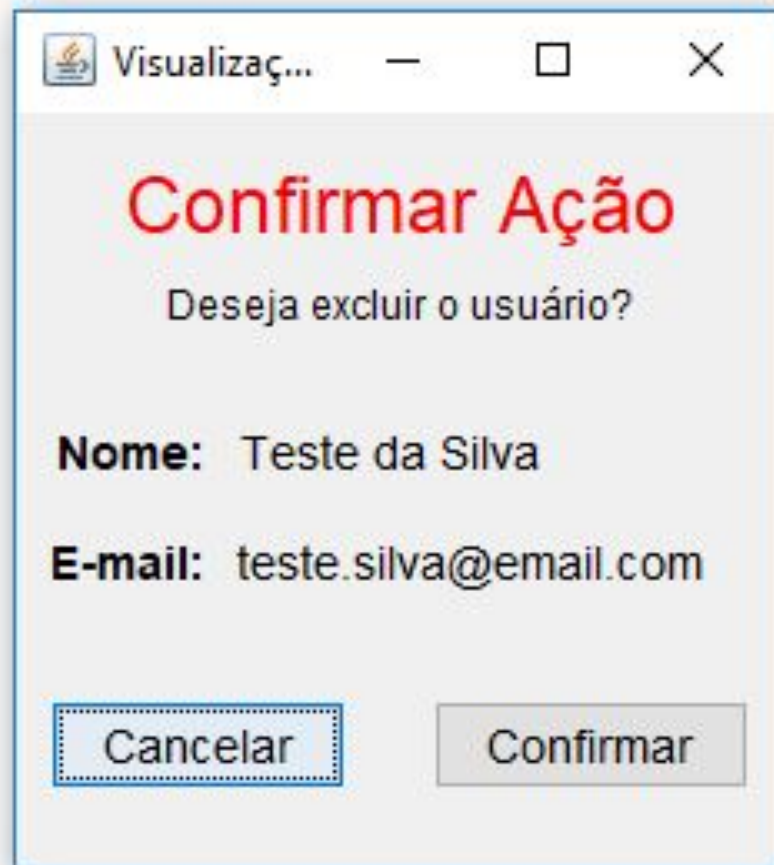 Visualizaç...
Confirmar Ação
Deseja excluir o usuário?
Nome: Teste da Silva
E-mail: teste.silva@email.com
Cancelar Confirmar